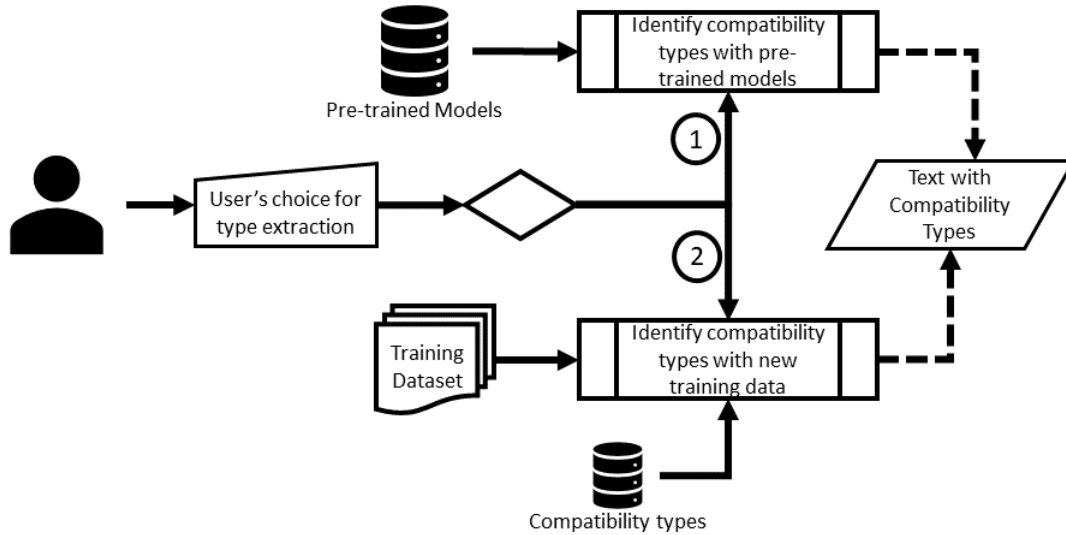 Identify compatibility
types with pre-
trained models
Pre-trained Models
1
User's choice for
type extraction
Text with
Compatibility
Types
2
Identify compatibility
types with new
training data
Training
Dataset
Compatibility types